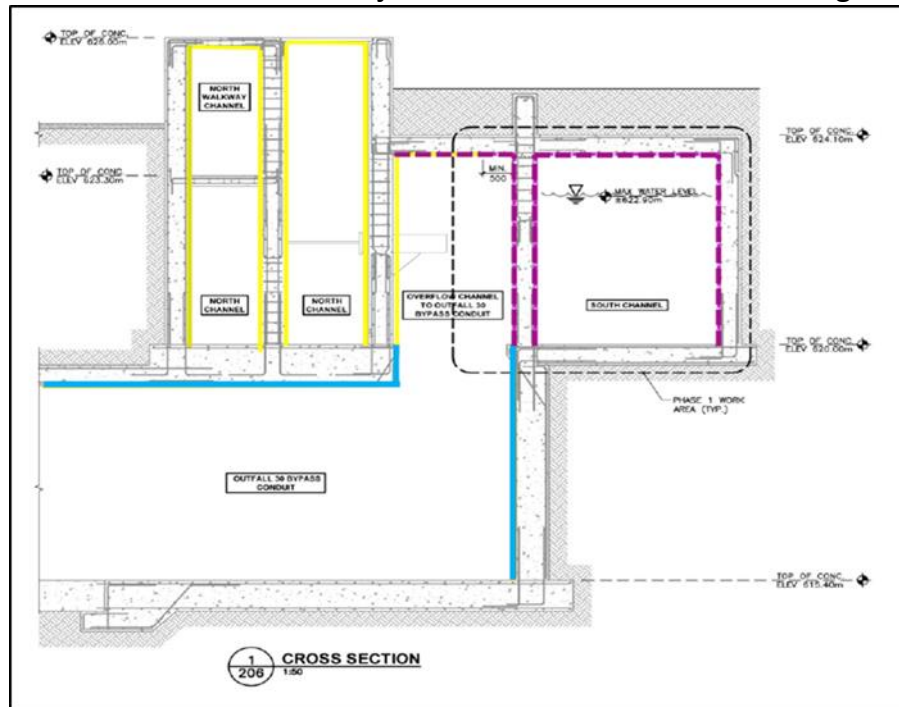 TOP OF CONC.
ELEV 626.00m
NORTH
WALKWAY
CHANNEL
TOP OF CONC.
ELEV 624.10m
TOP OF CONC.
ELEV 623.30m
MIN.
500
MAX WATER LEVEL
±622.90m
NORTH
CHANNEL
NORTH
CHANNEL
OVERFLOW CHANNEL
TO OUTFALL 30
BYPASS CONDUIT
SOUTH CHANNEL
TOP OF CONC.
ELEV 620.00m
PHASE 1 WORK
AREA (TYP.)
OUTFALL 30 BYPASS
CONDUIT
TOP OF CONC.
ELEV 615.40m
1
206
CROSS SECTION
1:50